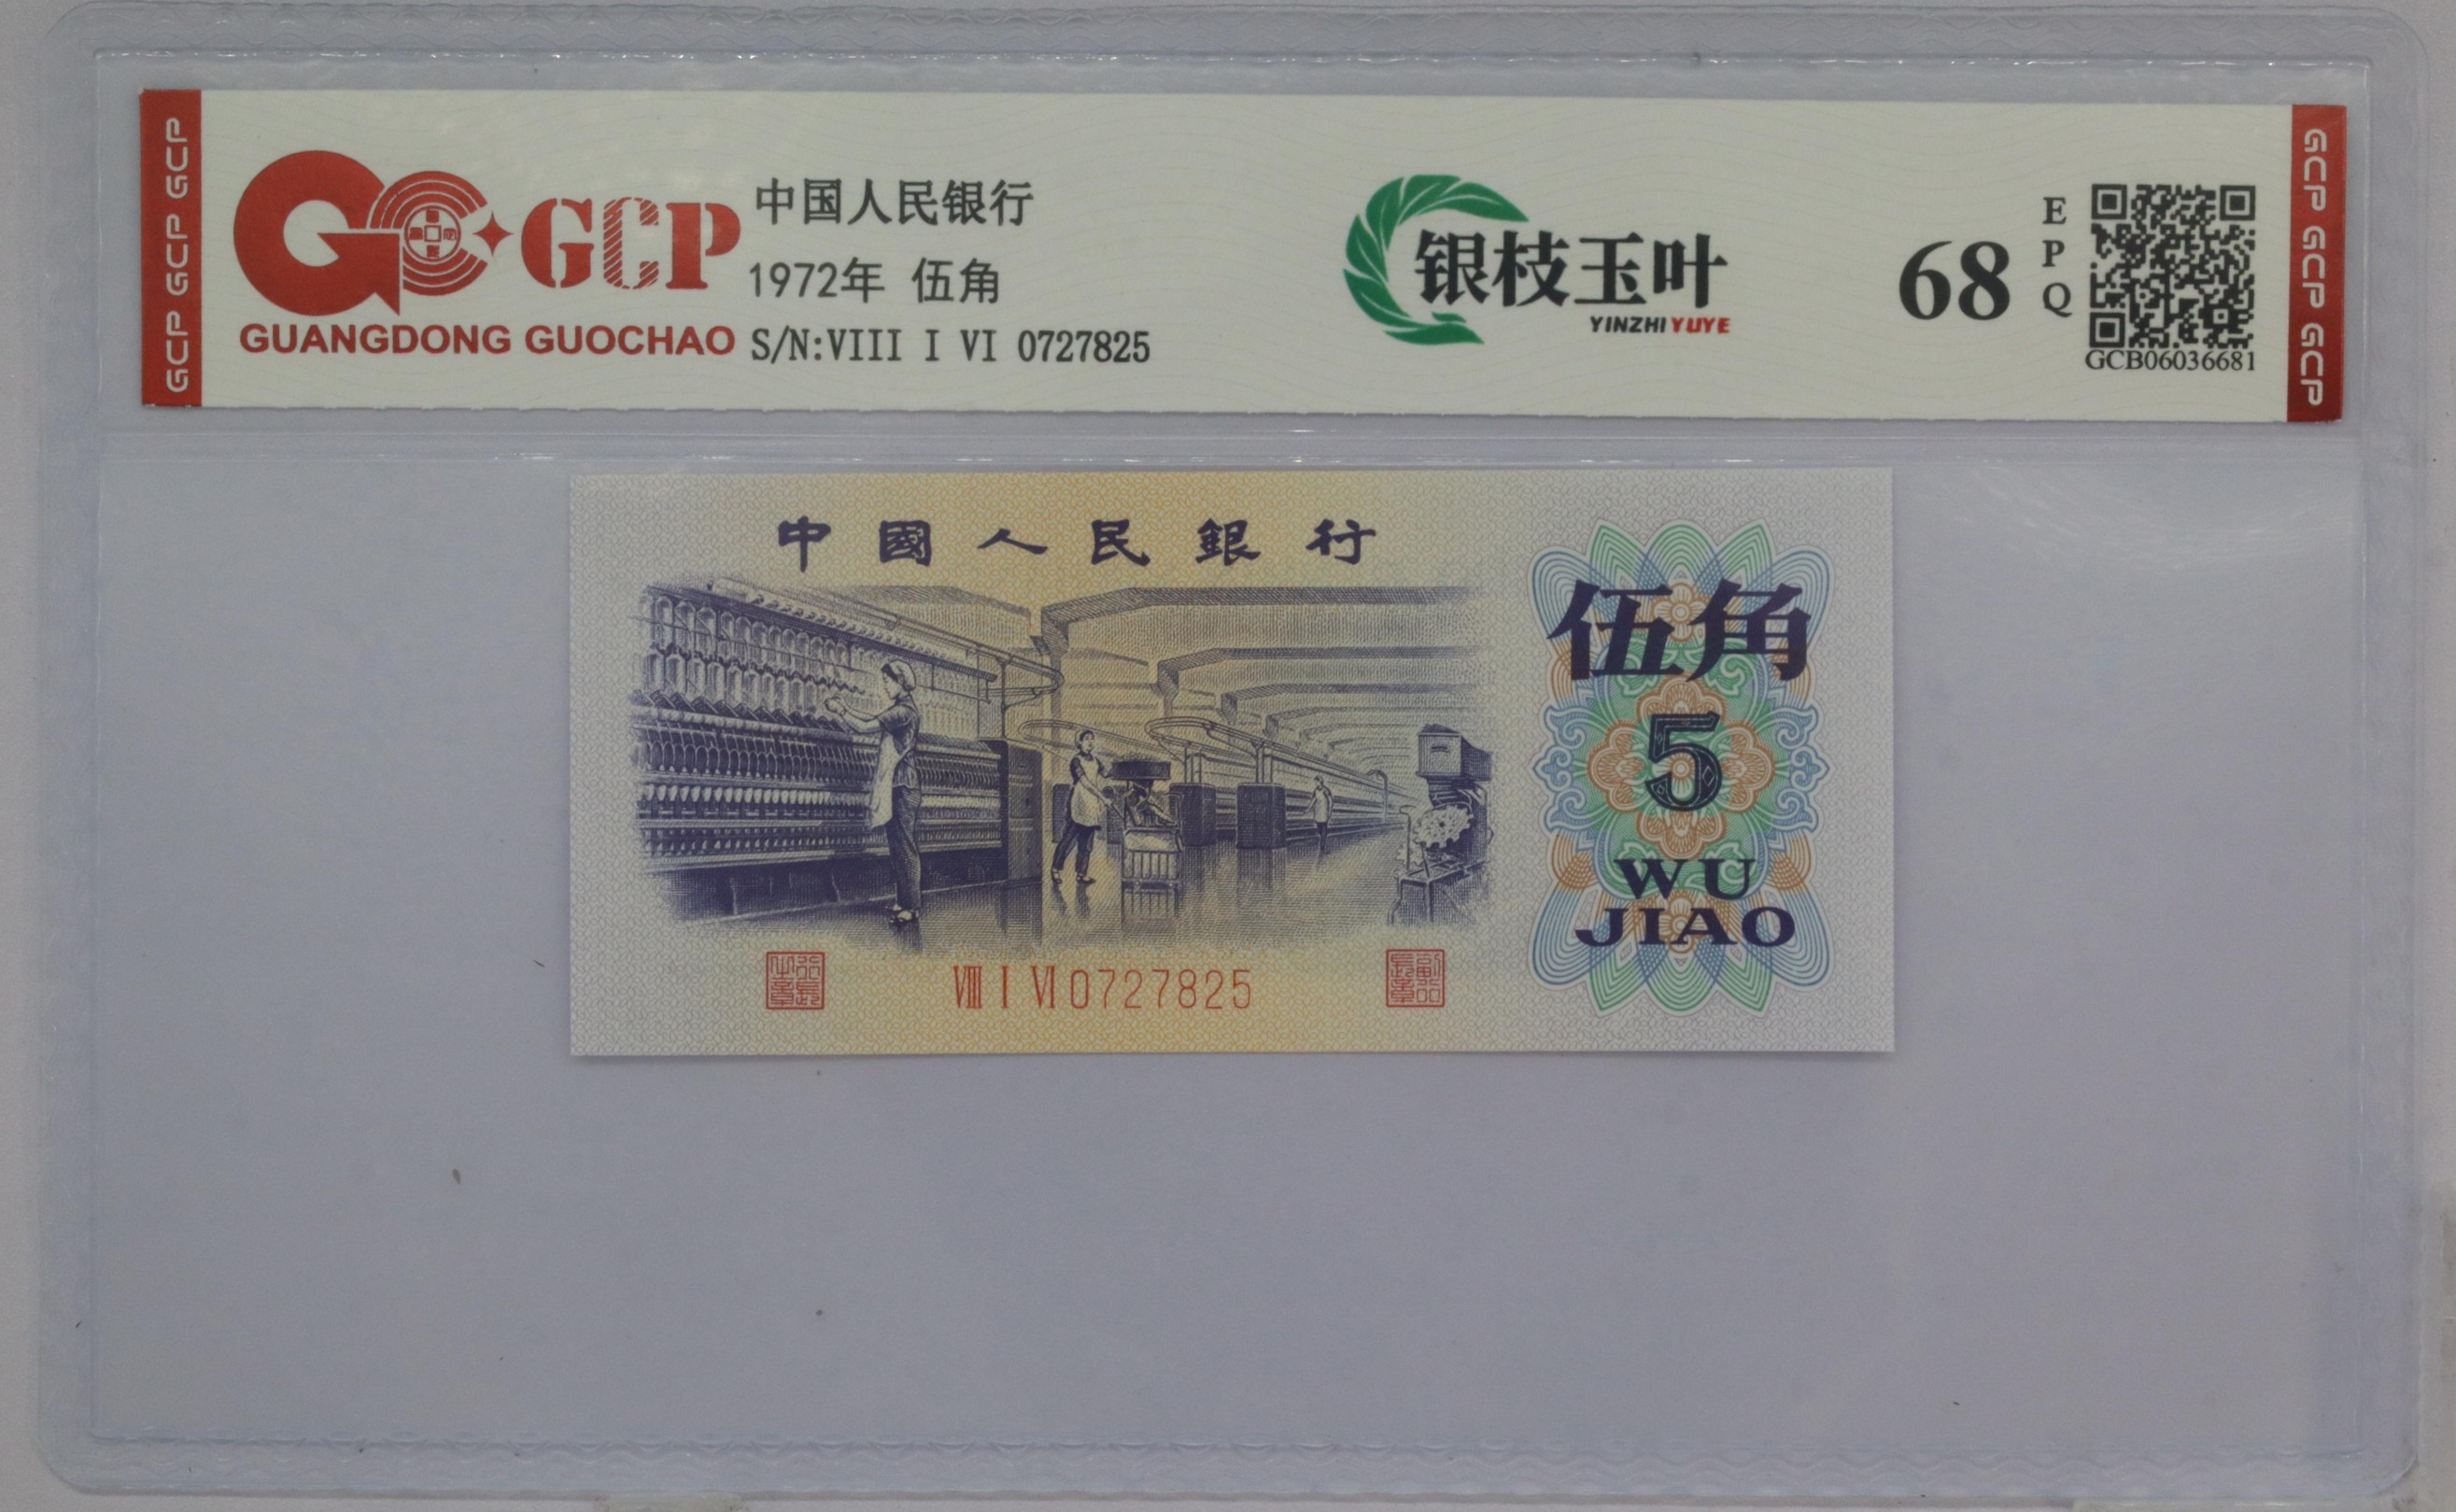 GCP GCP GCP
GCP
GUANGDONG GUOCHAO
中国人民银行
1972年 伍角
S/N:VIII I VI 0727825
银枝玉叶
YINZHI YUYE
68
EPQ
GCB06036681
GCP GCP GCP
中國人民銀行
伍角
5
WU
JIAO
VIII I VI 0727825